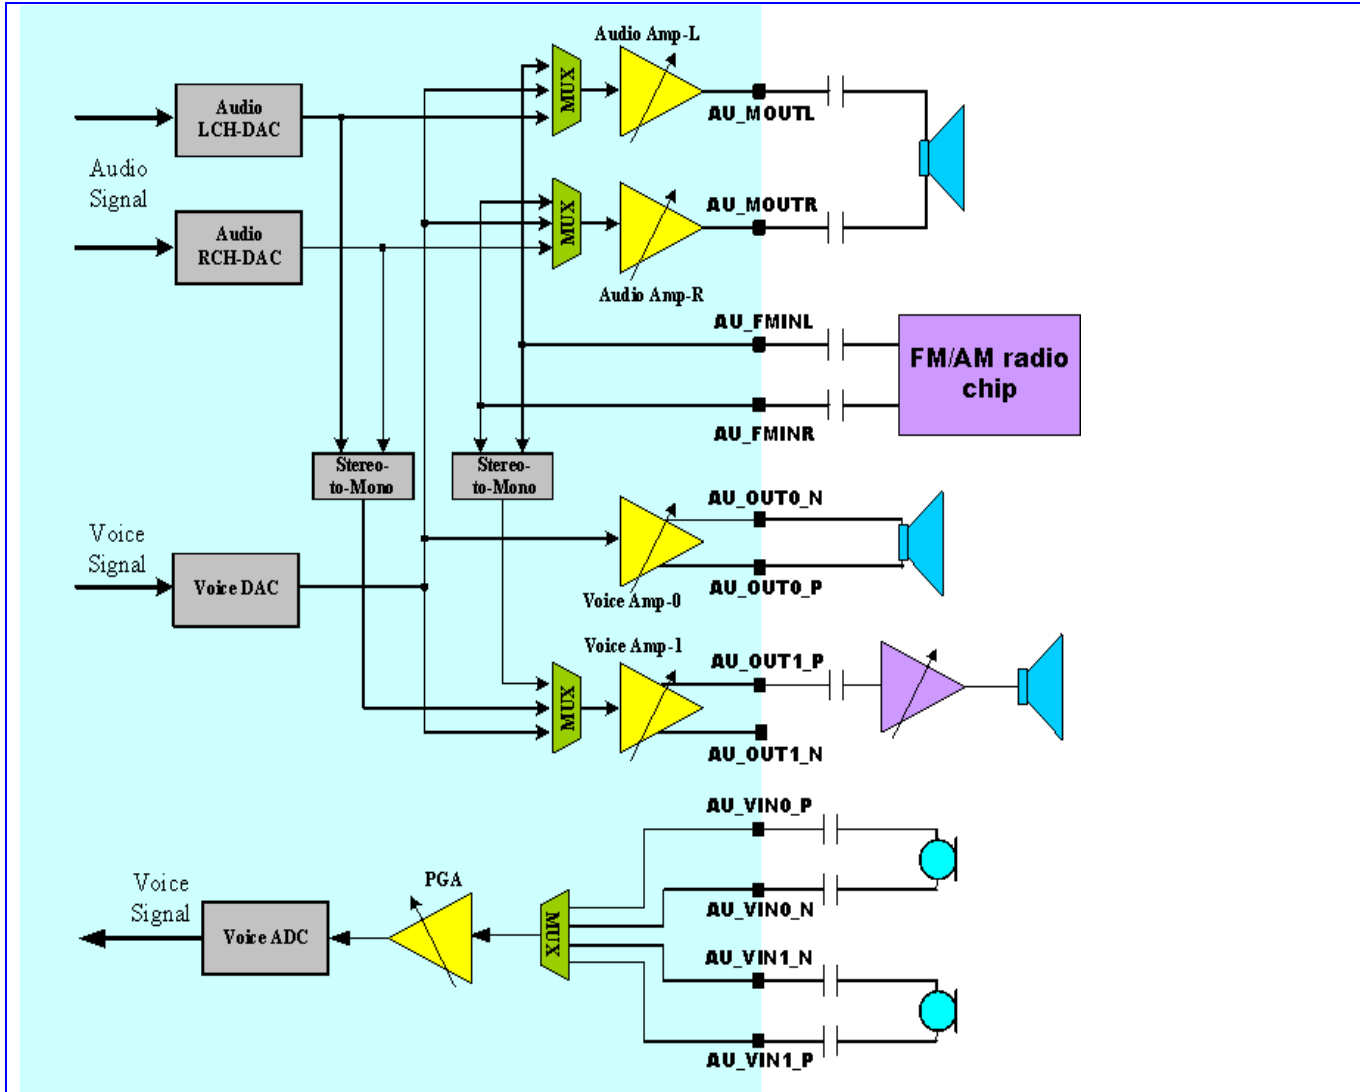 Audio Amp-L
MUX
AU_MOUTL
Audio
LCH-DAC
Audio
Signal
MUX
AU_MOUTR
Audio
RCH-DAC
Audio Amp-R
AU_FMINL
FM/AM radio
chip
AU_FMINR
Stereo-
to-Mono
Stereo-
to-Mono
AU_OUT0_N
Voice
Signal
Voice DAC
Voice Amp-0
AU_OUT0_P
Voice Amp-1
AU_OUT1_P
MUX
AU_OUT1_N
AU_VIN0_P
Voice
Signal
PGA
Voice ADC
MUX
AU_VIN0_N
AU_VIN1_N
AU_VIN1_P